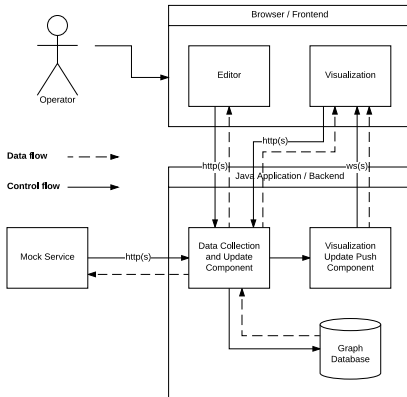 Browser / Frontend
Editor
Visualization
Operator
http(s)
Data flow
http(s)
ws(s)
Java Application / Backend
Control flow
Mock Service
http(s)
Data Collection
and Update
Component
Visualization
Update Push
Component
Graph
Database